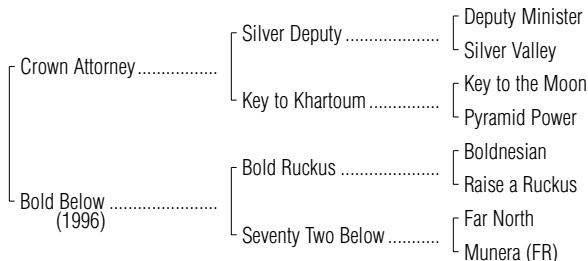 Deputy Minister
Silver Deputy ....................
Silver Valley
Crown Attorney.................
Key to the Moon
Key to Khartoum ...............
Pyramid Power
Boldnesian
Bold Ruckus .....................
Raise a Ruckus
Bold Below ......................
(1996)
Far North
Seventy Two Below ...........
Munera (FR)